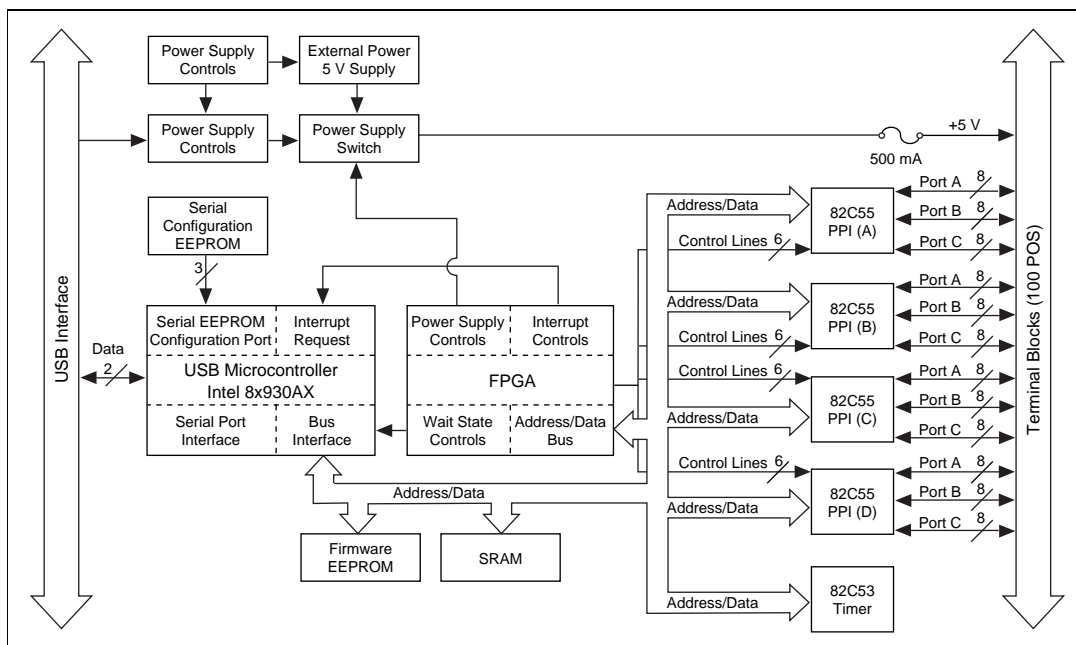 Power Supply
Controls
External Power
5 V Supply
Power Supply
Controls
Power Supply
Switch
+5 V
500 mA
USB Interface
Terminal Blocks (100 POS)
Serial
Configuration
EEPROM
3
Serial EEPROM
Configuration Port
Interrupt
Request
USB Microcontroller
Intel 8x930AX
Serial Port
Interface
Bus
Interface
Data
2
Power Supply
Controls
Interrupt
Controls
FPGA
Wait State
Controls
Address/Data
Bus
Address/Data
Firmware
EEPROM
SRAM
Address/Data
Control Lines 6
82C55
PPI (A)
Port A 8
Port B 8
Port C 8
Address/Data
Control Lines 6
82C55
PPI (B)
Port A 8
Port B 8
Port C 8
Control Lines 6
Address/Data
82C55
PPI (C)
Port A 8
Port B 8
Port C 8
Control Lines 6
Address/Data
82C55
PPI (D)
Port A 8
Port B 8
Port C 8
Address/Data
82C53
Timer